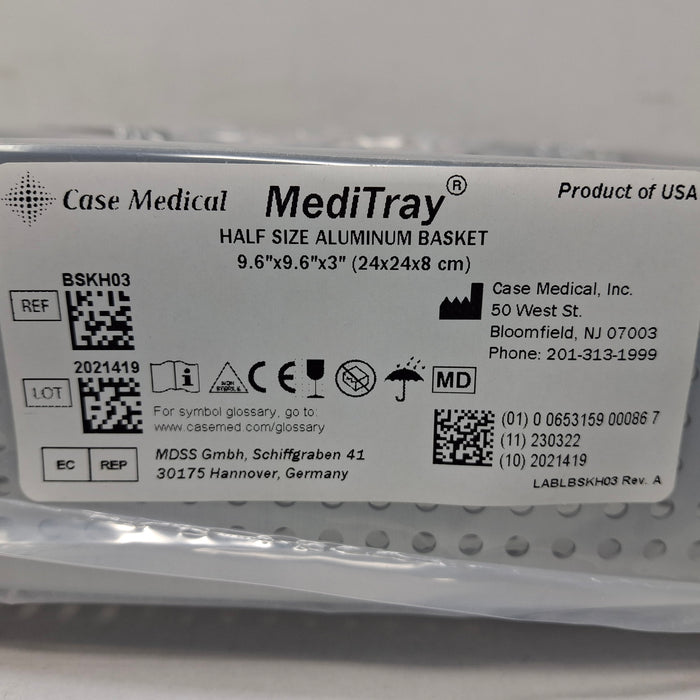 Case Medical
MediTray®
Product of USA
HALF SIZE ALUMINUM BASKET
9.6"x9.6"x3" (24x24x8 cm)
BSKH03
REF
Case Medical, Inc.
50 West St.
Bloomfield, NJ 07003
Phone: 201-313-1999
2021419
LOT
NON
STERILE
CE
MD
For symbol glossary, go to:
www.casemed.com/glossary
EC REP
MDSS Gmbh, Schiffgraben 41
30175 Hannover, Germany
(01) 0 0653159 00086 7
(11) 230322
(10) 2021419
LABLBSKH03 Rev. A